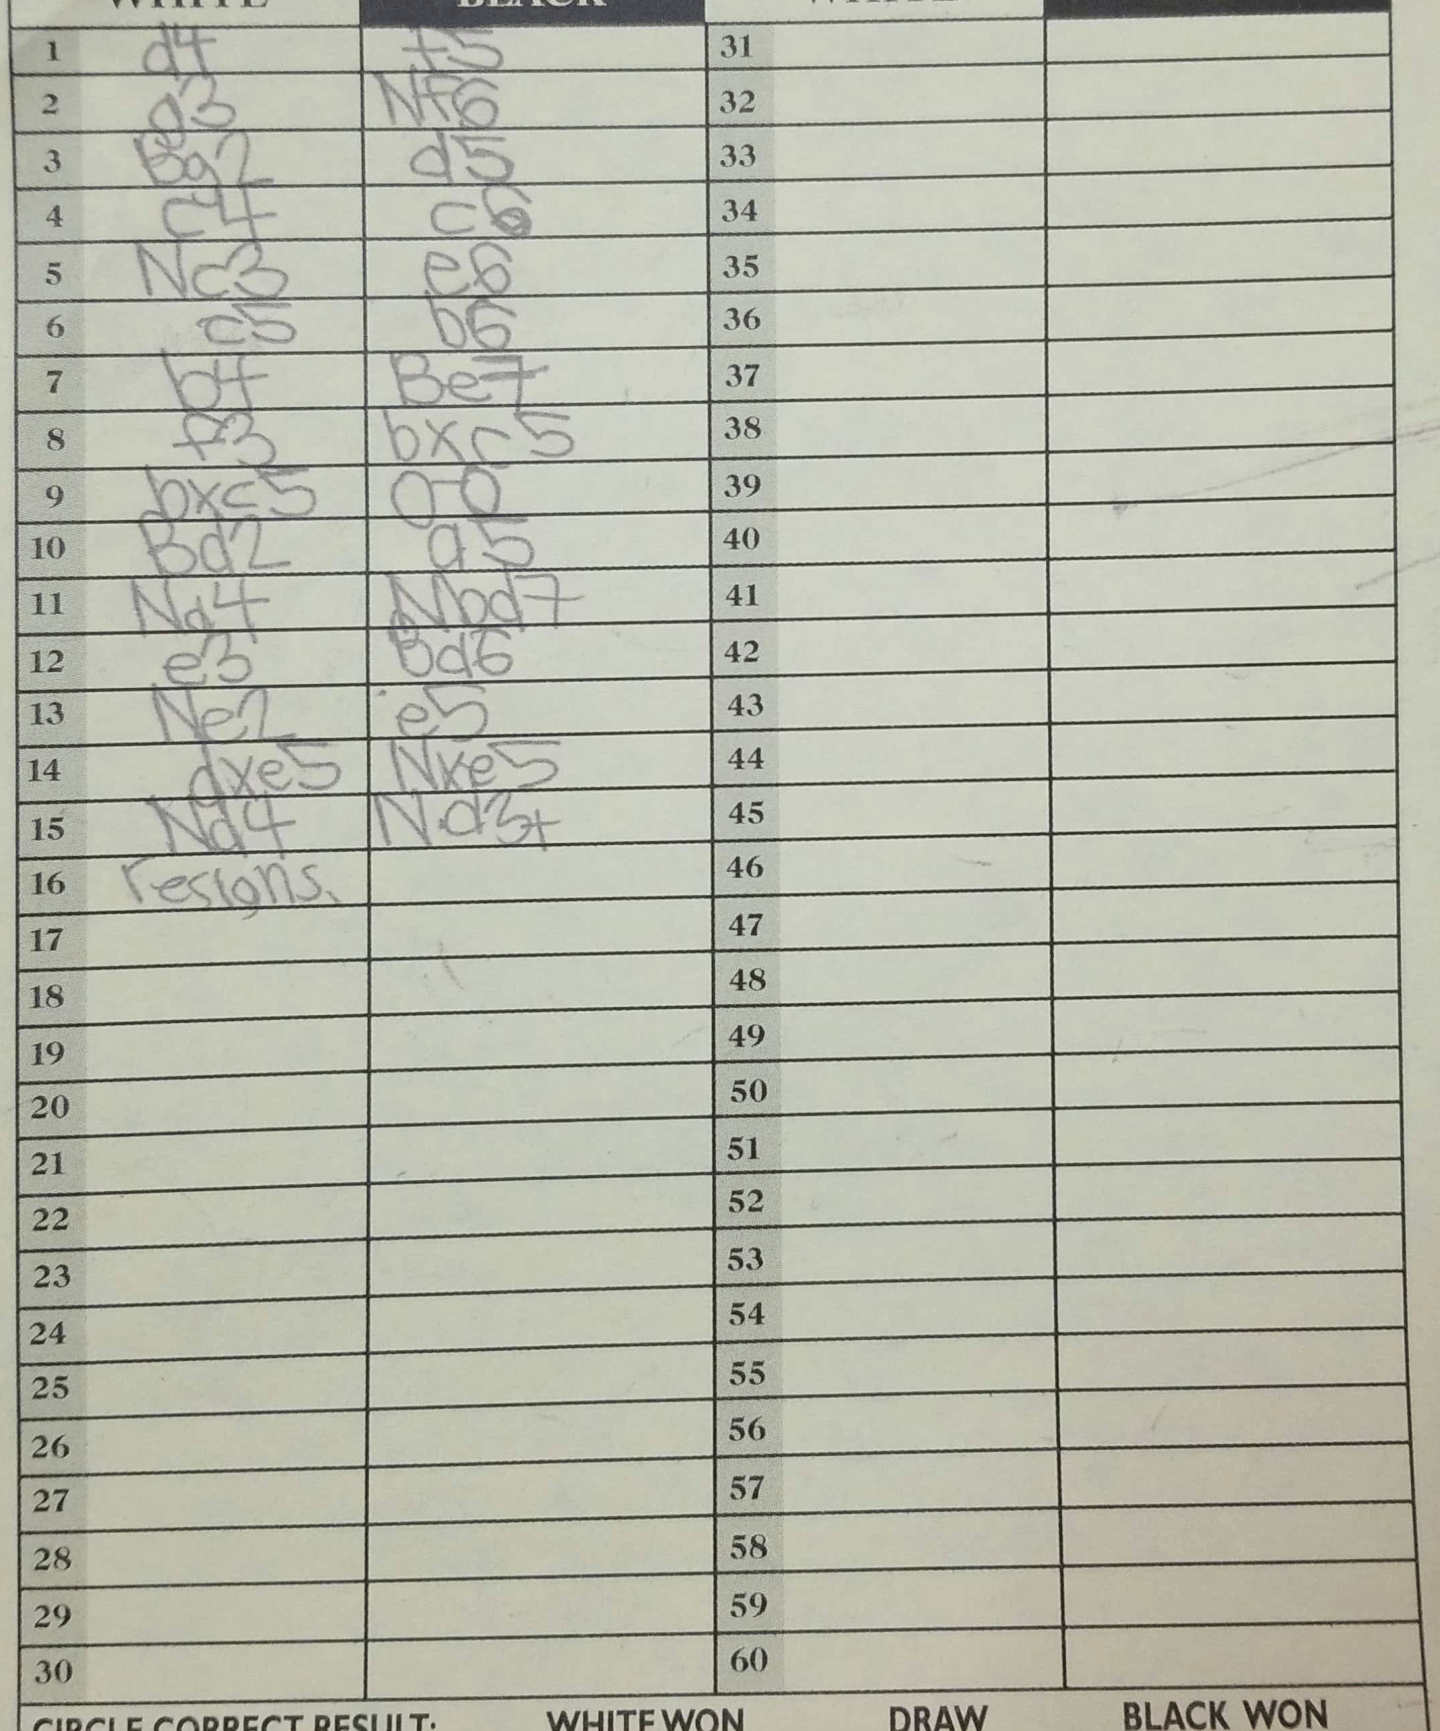 WHITE BLACK WHITE
1 d4 f5 31
2 g3 Nf6 32
3 Bg2 d5 33
4 c4 c6 34
5 Nc3 e6 35
6 c5 b6 36
7 b4 Be7 37
8 f3 bxc5 38
9 bxc5 0-0 39
10 Bd2 a5 40
11 Na4 Nbd7 41
12 e3 Bd6 42
13 Ne2 e5 43
14 dxe5 Nxe5 44
15 Nd4 Nd3+ 45
16 resigns. 46
17 47
18 48
19 49
20 50
21 51
22 52
23 53
24 54
25 55
26 56
27 57
28 58
29 59
30 60
CIRCLE CORRECT RESULT: WHITE WON DRAW BLACK WON